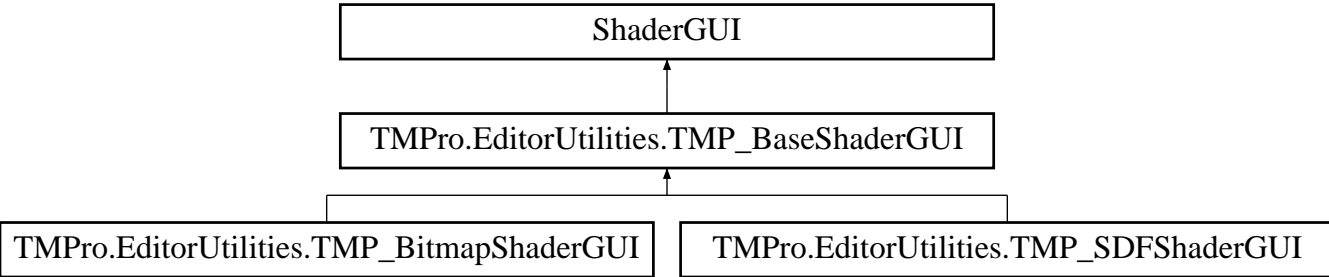 ShaderGUI
TMPro.EditorUtilities.TMP_BaseShaderGUI
TMPro.EditorUtilities.TMP_BitmapShaderGUI
TMPro.EditorUtilities.TMP_SDFShaderGUI